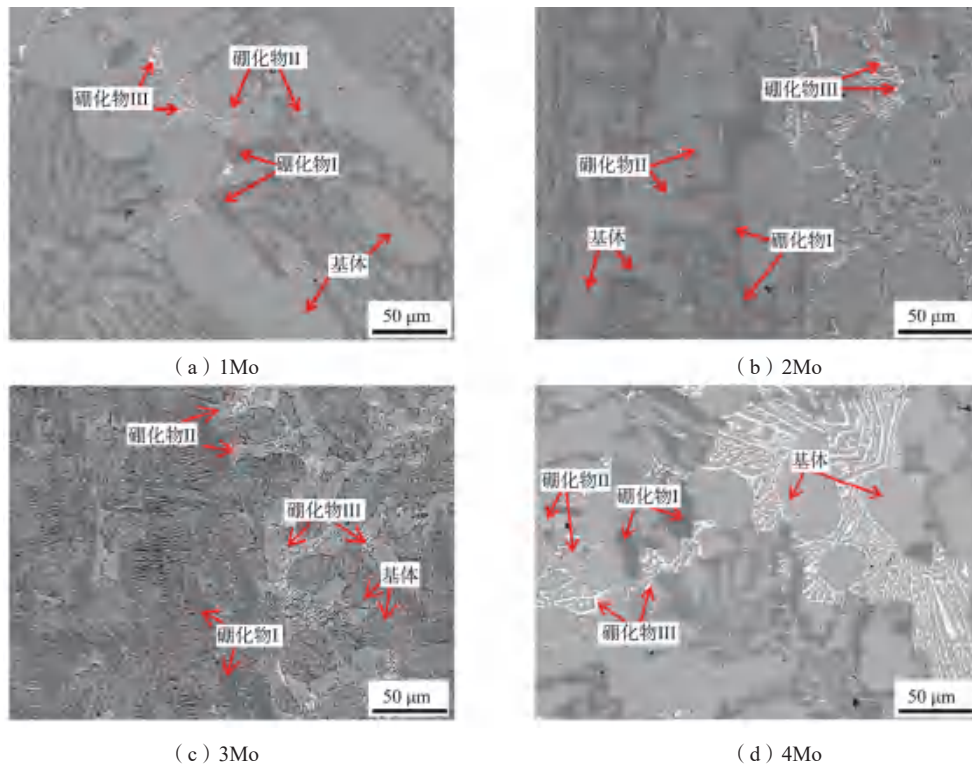 硼化物II
硼化物III
硼化物I
基体
50 μm
硼化物III
硼化物II
硼化物I
基体
50 μm
（a）1Mo
（b）2Mo
硼化物II
硼化物III
基体
硼化物I
50 μm
基体
硼化物II
硼化物I
硼化物III
50 μm
（c）3Mo
（d）4Mo